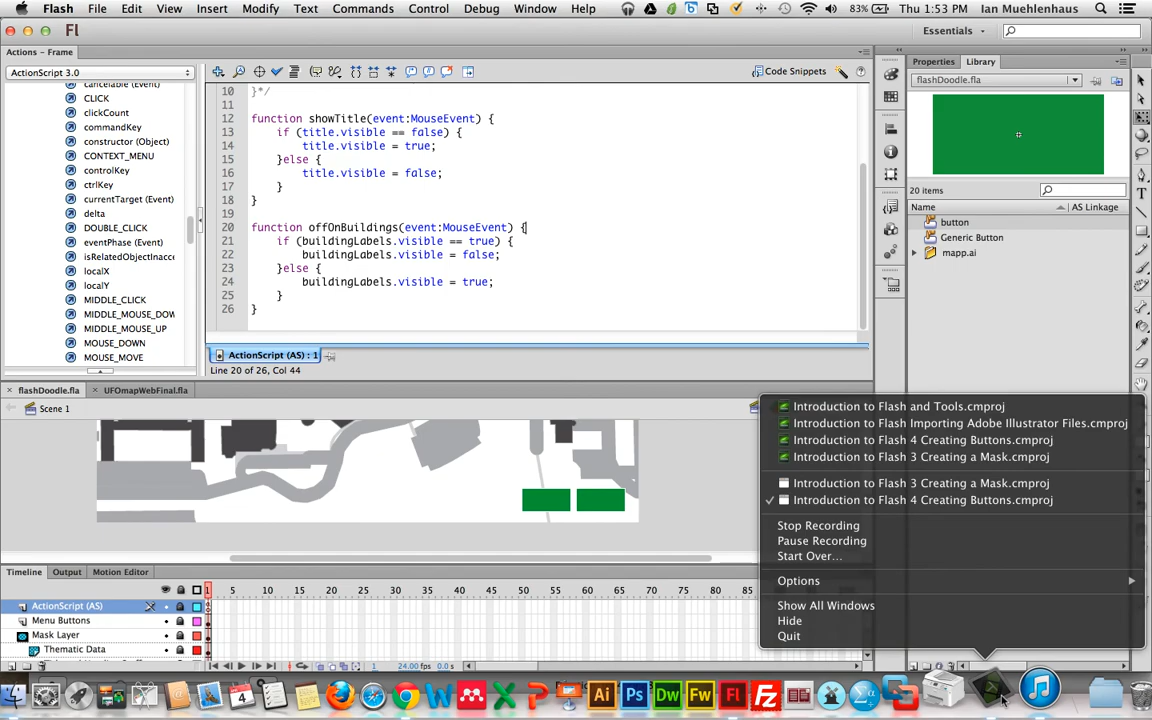 Flash File Edit View Insert Modify Text Commands Control Debug Window Help 83% Thu 1:53 PM Ian Muehlenhaus
Fl Essentials
Actions - Frame
ActionScript 3.0
Code Snippets
cancelable (Event)
CLICK
clickCount
commandKey
constructor (Object)
CONTEXT_MENU
controlKey
ctrlKey
currentTarget (Event)
delta
DOUBLE_CLICK
eventPhase (Event)
isRelatedObjectInacce
localX
localY
MIDDLE_CLICK
MIDDLE_MOUSE_DOW
MIDDLE_MOUSE_UP
MOUSE_DOWN
MOUSE_MOVE
10 }*/
11
12 function showTitle(event:MouseEvent) {
13 if (title.visible == false) {
14 title.visible = true;
15 }else {
16 title.visible = false;
17 }
18 }
19
20 function offOnBuildings(event:MouseEvent) {
21 if (buildingLabels.visible == true) {
22 buildingLabels.visible = false;
23 }else {
24 buildingLabels.visible = true;
25 }
26 }
ActionScript (AS) : 1
Line 20 of 26, Col 44
Properties Library
flashDoodle.fla
20 items
Name AS Linkage
button
Generic Button
mapp.ai
flashDoodle.fla UFOmapWebFinal.fla
Scene 1
Introduction to Flash and Tools.cmproj
Introduction to Flash Importing Adobe Illustrator Files.cmproj
Introduction to Flash 4 Creating Buttons.cmproj
Introduction to Flash 3 Creating a Mask.cmproj
Introduction to Flash 3 Creating a Mask.cmproj
Introduction to Flash 4 Creating Buttons.cmproj
Stop Recording
Pause Recording
Start Over...
Options
Show All Windows
Hide
Quit
Timeline Output Motion Editor
1 5 10 15 20 25 30 35 40 45 50 55 60 65 70 75 80 85
ActionScript (AS)
Menu Buttons
Mask Layer
Thematic Data
1 24.00 fps 0.0 s
4 Ai Ps Dw Fw Fl Fz